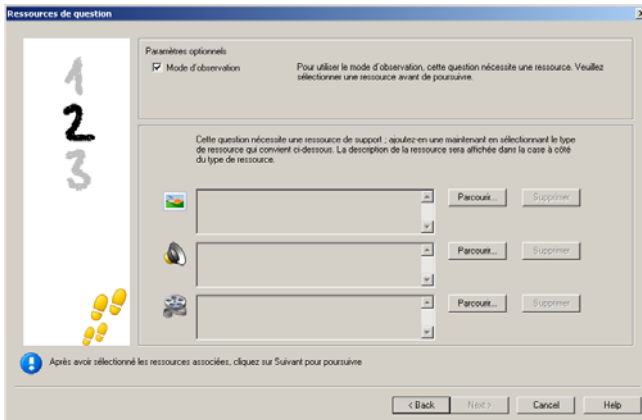 Ressources de question
1
2
3
Paramètres optionnels
Mode d'observation
Pour utiliser le mode d'observation, cette question nécessite une ressource. Veuillez
sélectionner une ressource avant de poursuivre.
Cette question nécessite une ressource de support ; ajoutez-en une maintenant en sélectionnant le type
de ressource qui convient ci-dessous. La description de la ressource sera affichée dans la case à côté
du type de ressource.
Parcourir... Supprimer
Parcourir... Supprimer
Parcourir... Supprimer
Après avoir sélectionné les ressources associées, cliquez sur Suivant pour poursuivre
< Back Next > Cancel Help